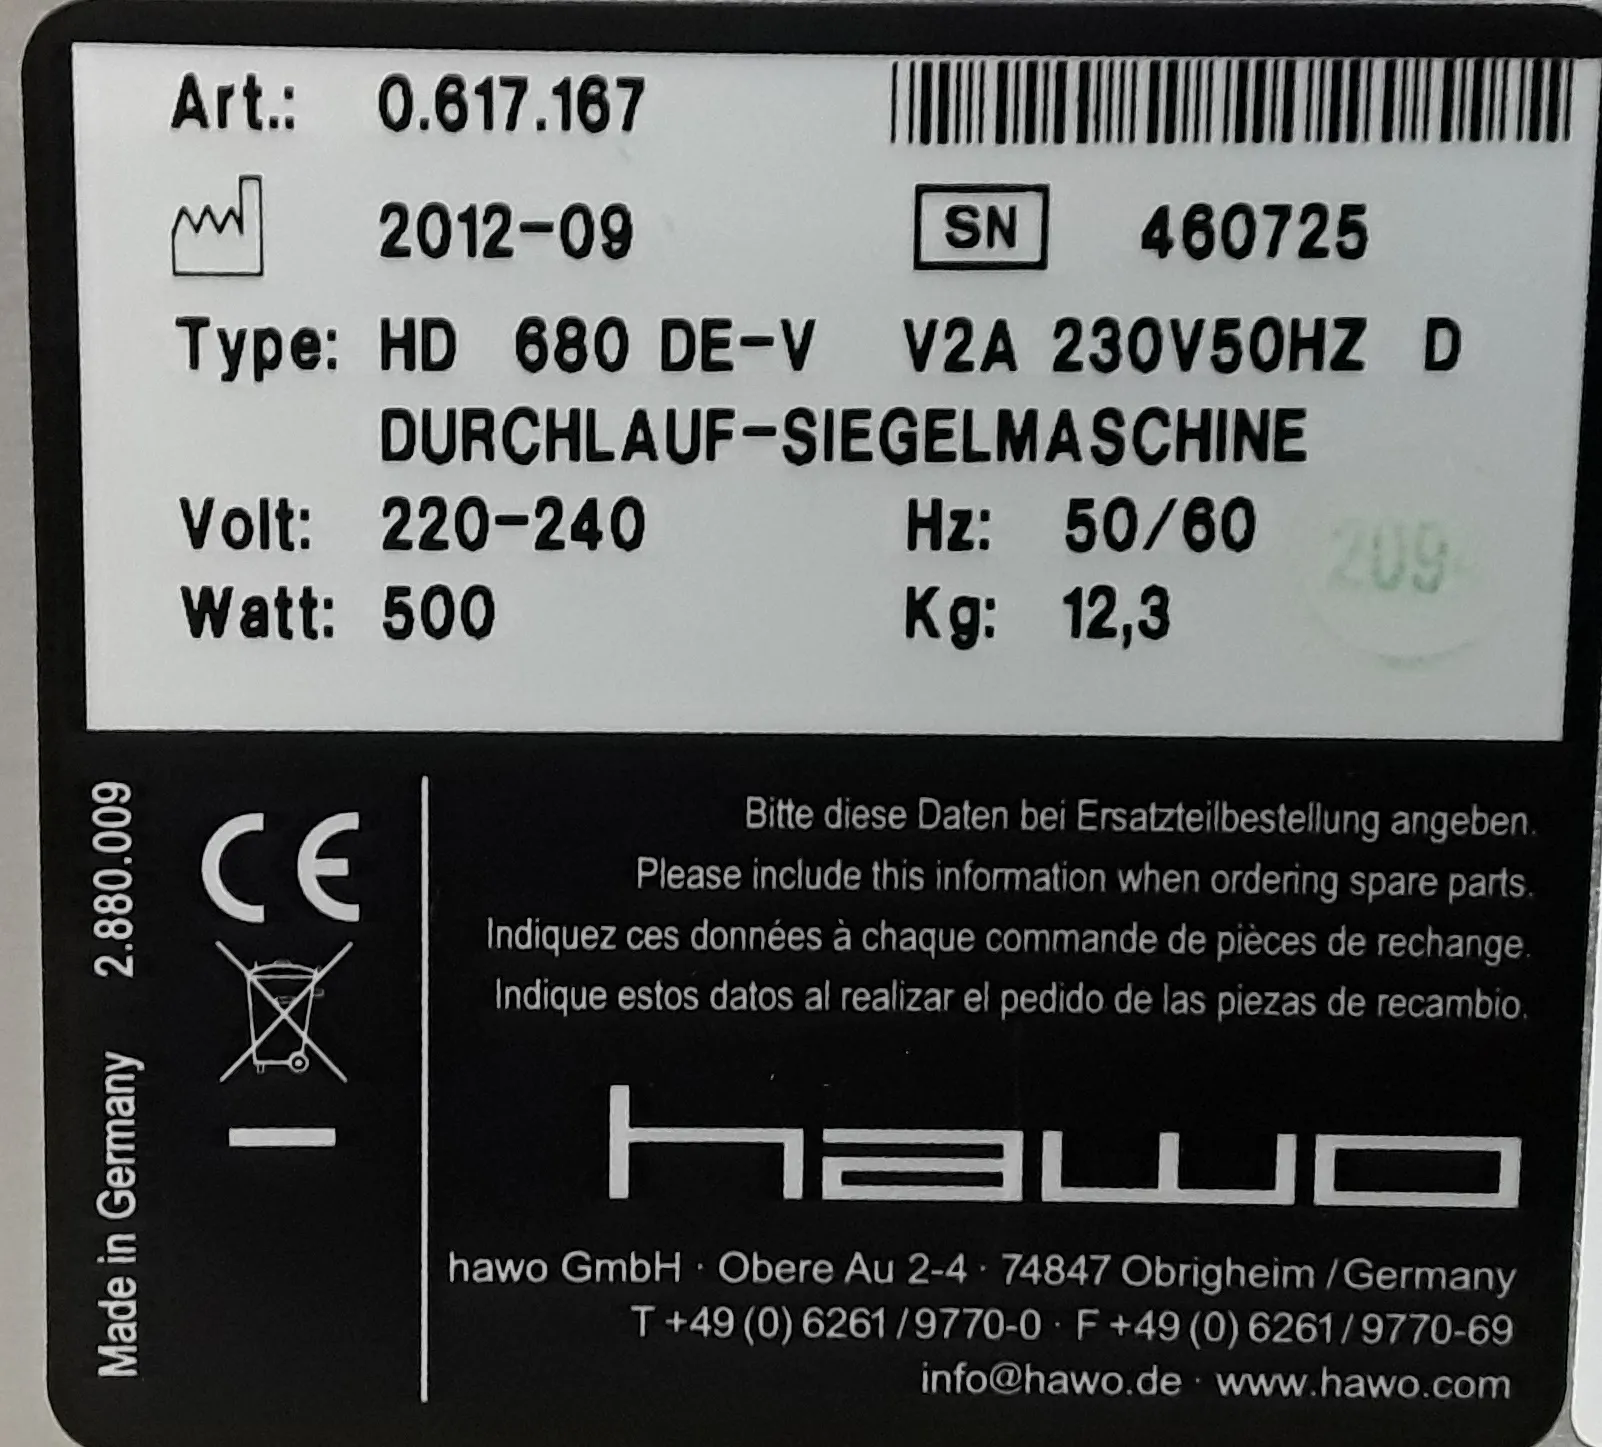 Art.: 0.617.167
2012-09 SN 460725
Type: HD 680 DE-V V2A 230V50HZ D
DURCHLAUF-SIEGELMASCHINE
Volt: 220-240 Hz: 50/60
Watt: 500 Kg: 12,3
209
Made in Germany 2.880.009
CE
Bitte diese Daten bei Ersatzteilbestellung angeben.
Please include this information when ordering spare parts.
Indiquez ces données à chaque commande de pièces de rechange.
Indique estos datos al realizar el pedido de las piezas de recambio.
hawo
hawo GmbH · Obere Au 2-4 · 74847 Obrigheim / Germany
T +49 (0) 6261 / 9770-0 · F +49 (0) 6261 / 9770-69
info@hawo.de · www.hawo.com